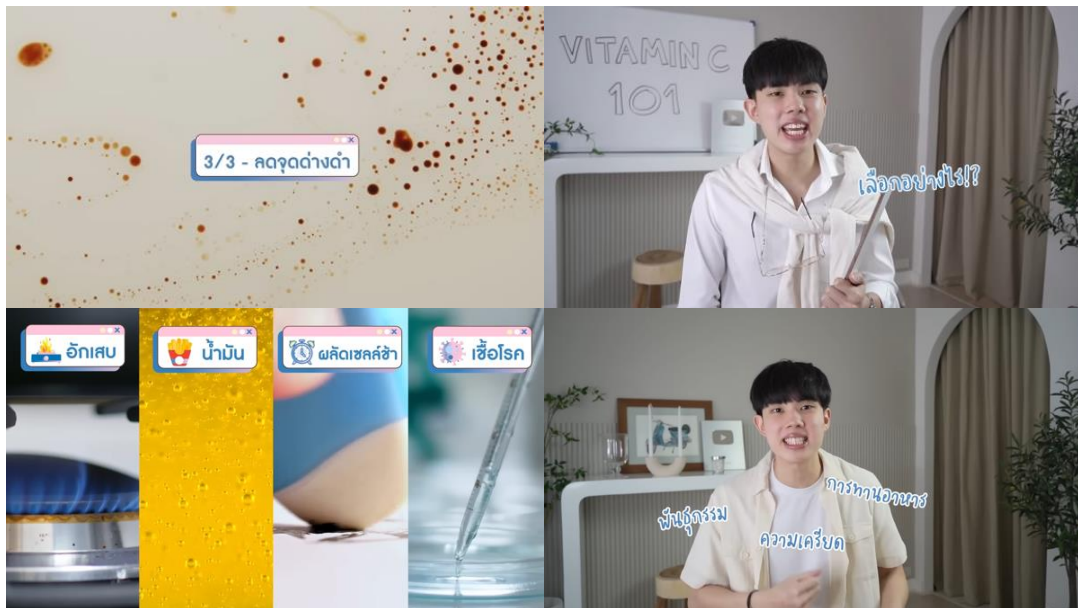 3/3 - ลดจุดด่างดำ
VITAMIN C
101
เลือกอย่างไร!?
อักเสบ
น้ำมัน
ผลัดเซลล์ช้า
เชื้อโรค
การทานอาหาร
พันธุกรรม
ความเครียด